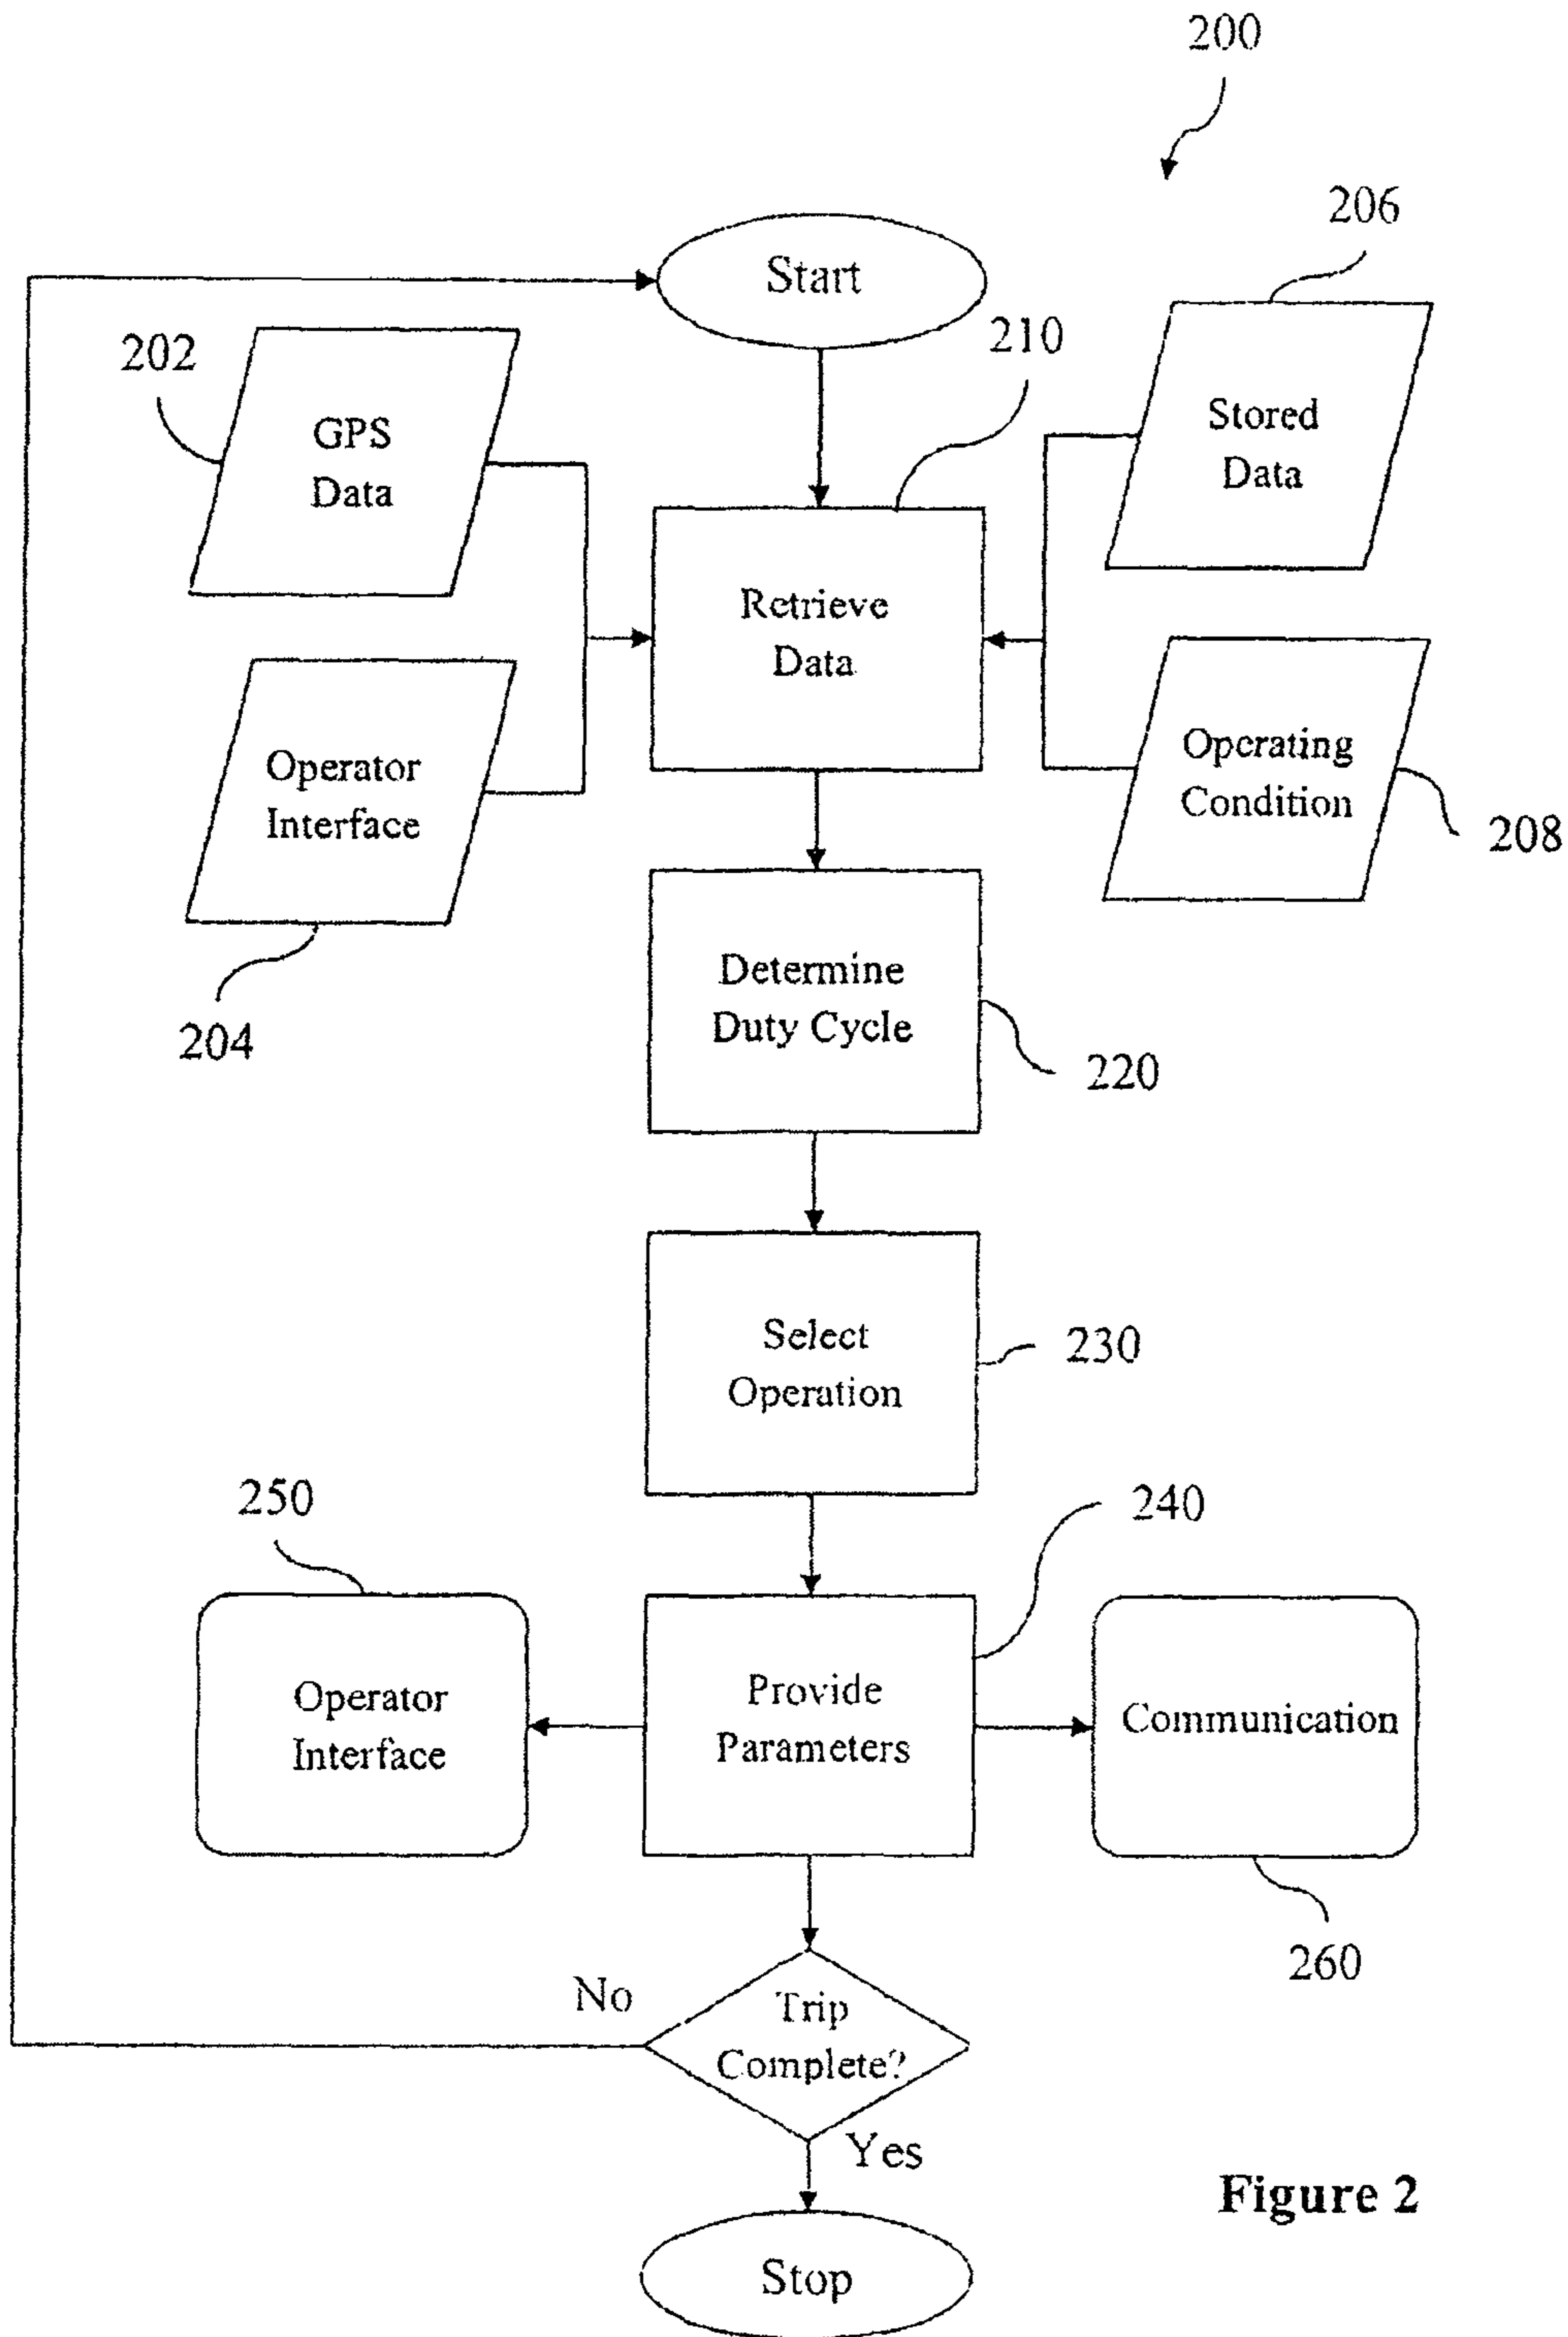 200
206
Start
210
202
GPS
Data
Stored
Data
Retrieve
Data
Operator
Interface
Operating
Condition
208
204
Determine
Duty Cycle
220
Select
Operation
230
250
240
Operator
Interface
Provide
Parameters
Communication
260
No
Trip
Complete?
Yes
Figure 2
Stop